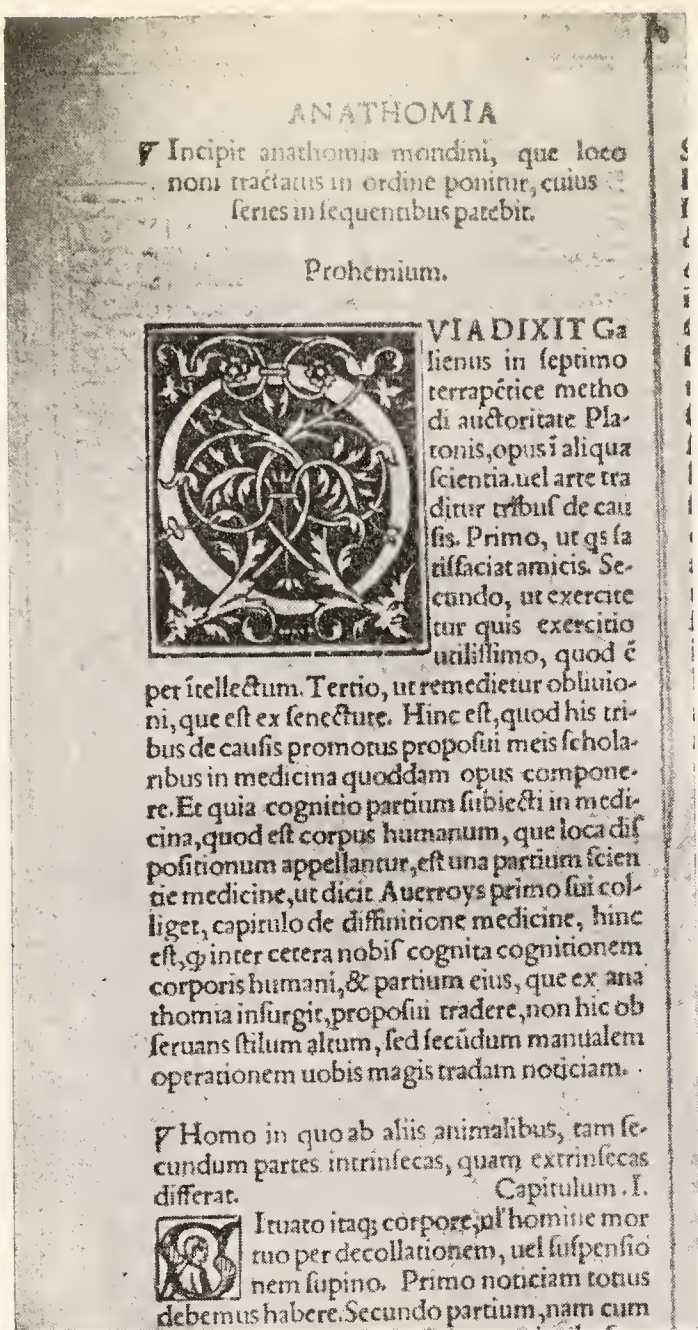 ANATHOMIA
Incipit anathomia mondini, que loco
noni tractatus in ordine ponitur, cuius
ſeries in ſequentibus patebit.
Prohemium.
QVIA DIXIT Ga
lienus in ſeptimo
terrapẽtice metho
di auctoritate Pla-
tonis, opus ĩ aliqua
ſcientia. uel arte tra
ditur tribuſ de cau
ſis. Primo, ut qs ſa
tiſfaciat amicis. Se-
cundo, ut exercite
tur quis exercitio
utiliſſimo, quod ẽ
per ĩtellectum. Tertio, ut remedietur obliuio-
ni, que eſt ex ſenectute. Hinc eſt, quod his tri-
bus de cauſis promotus propoſui meis ſchola-
ribus in medicina quoddam opus compone-
re. Et quia cognitio partium ſubiecti in medi-
cina, quod eſt corpus humanum, que loca diſ
poſitionum appellantur, eſt una partium ſcien
tie medicine, ut dicit Auerroys primo ſui col-
liget, capitulo de diffinitione medicine, hinc
eſt, ꝙ inter cetera nobiſ cognita cognitionem
corporis humani, & partium eius, que ex ana
thomia inſurgit, propoſui tradere, non hic ob
ſeruans ſtilum altum, ſed ſecũdum manualem
operationem uobis magis tradam noticiam.
Homo in quo ab aliis animalibus, tam ſe-
cundum partes intrinſecas, quam extrinſecas
differat. Capitulum .I.
SItuato itaq; corpore, ul' homine mor
tuo per decollationem, uel ſuſpenſio
nem ſupino. Primo noticiam totius
debemus habere. Secundo partium, nam cum